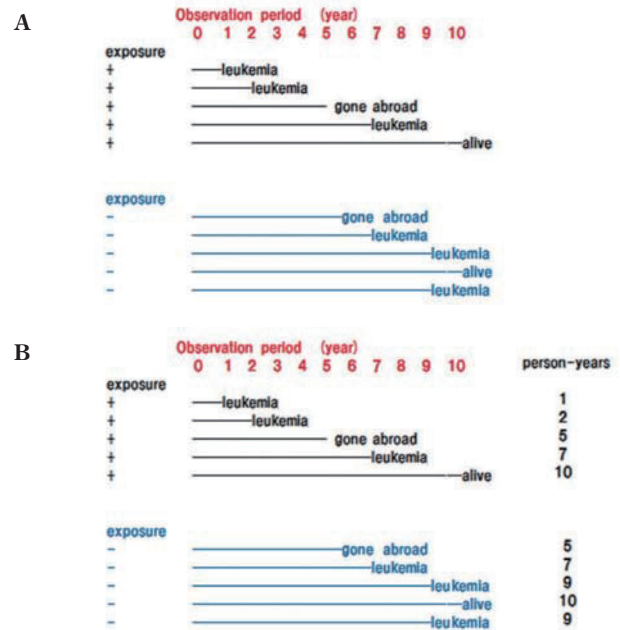 A
Observation period (year)
0 1 2 3 4 5 6 7 8 9 10
exposure
+ leukemia
+ leukemia
+ gone abroad
+ leukemia
+ alive
exposure
- gone abroad
- leukemia
- leukemia
- alive
- leukemia
B
Observation period (year)
0 1 2 3 4 5 6 7 8 9 10 person-years
exposure
+ leukemia 1
+ leukemia 2
+ gone abroad 5
+ leukemia 7
+ alive 10
exposure
- gone abroad 5
- leukemia 7
- leukemia 9
- alive 10
- leukemia 9